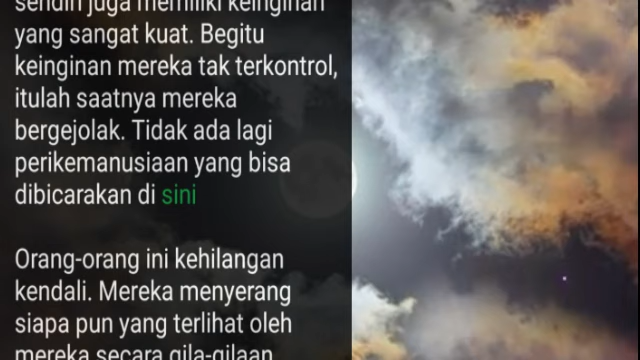 sendiri juga memiliki keinginan
yang sangat kuat. Begitu
keinginan mereka tak terkontrol,
itulah saatnya mereka
bergejolak. Tidak ada lagi
perikemanusiaan yang bisa
dibicarakan di sini
Orang-orang ini kehilangan
kendali. Mereka menyerang
siapa pun yang terlihat oleh
mereka secara gila-gilaan